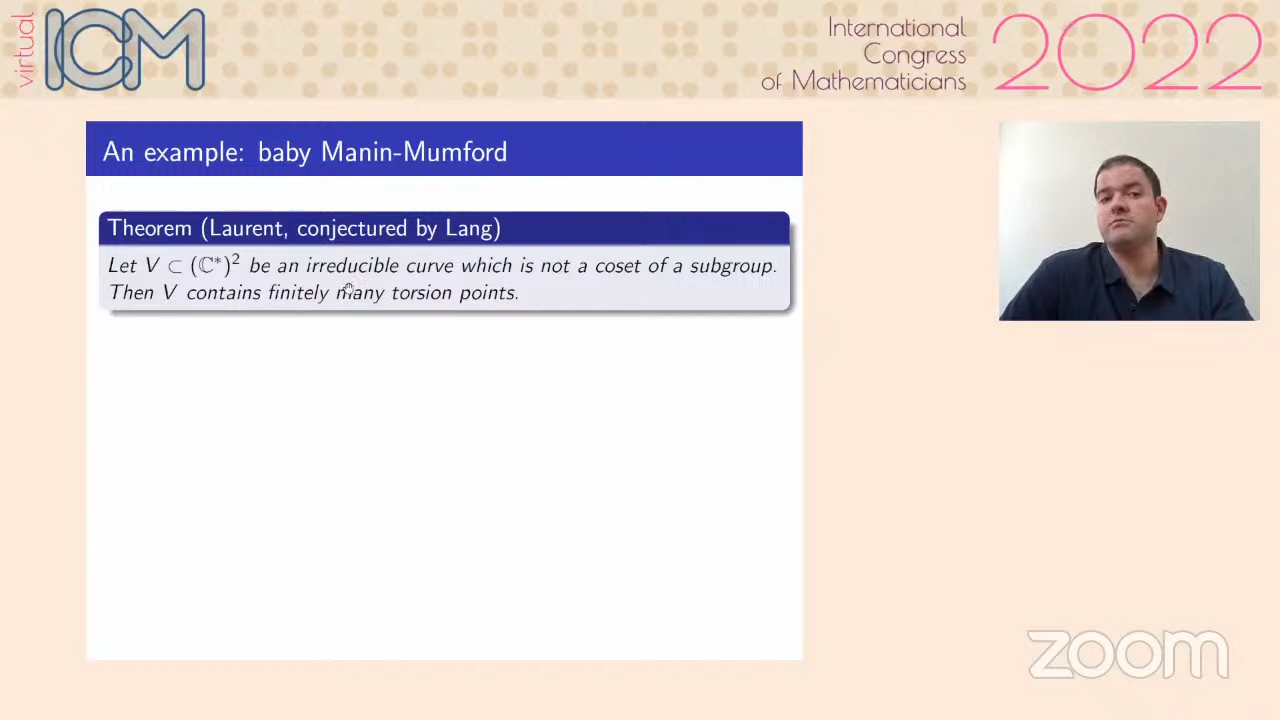 virtual ICM
International
Congress
of Mathematicians
2022
An example: baby Manin-Mumford
Theorem (Laurent, conjectured by Lang)
Let V ⊂ (ℂ*)² be an irreducible curve which is not a coset of a subgroup.
Then V contains finitely many torsion points.
zoom